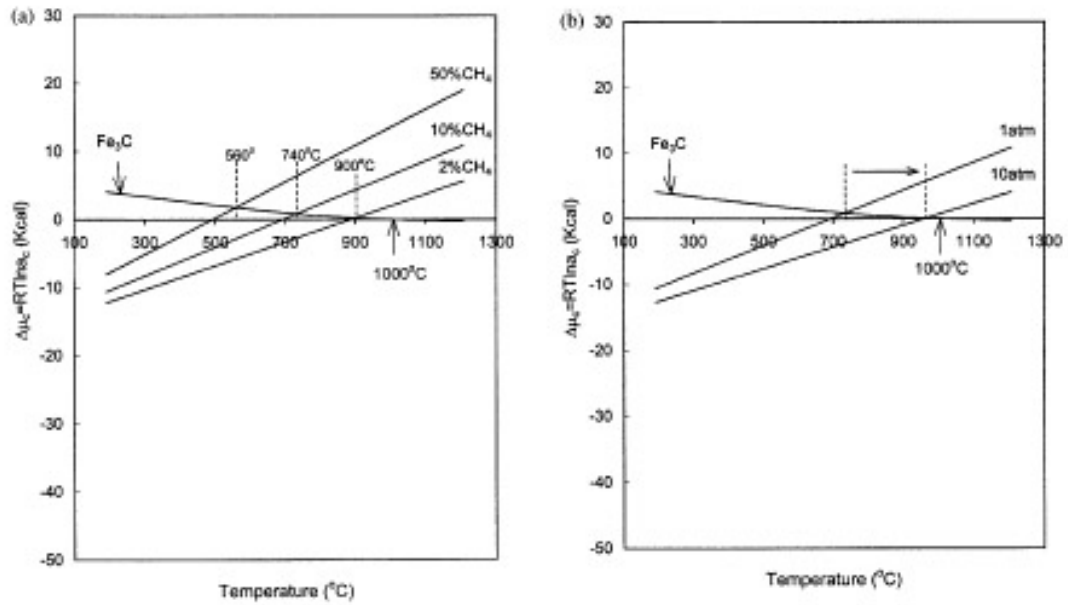 (a)
30
20
10
0
-10
-20
-30
-40
-50
Δμc=RTlnac (Kcal)
Fe3C
560°
740°C
900°C
50%CH4
10%CH4
2%CH4
100 300 500 700 900 1100 1300
1000°C
Temperature (°C)
(b)
30
20
10
0
-10
-20
-30
-40
-50
Δμc=RTlnac (Kcal)
Fe3C
1atm
10atm
100 300 500 700 900 1100 1300
1000°C
Temperature (°C)